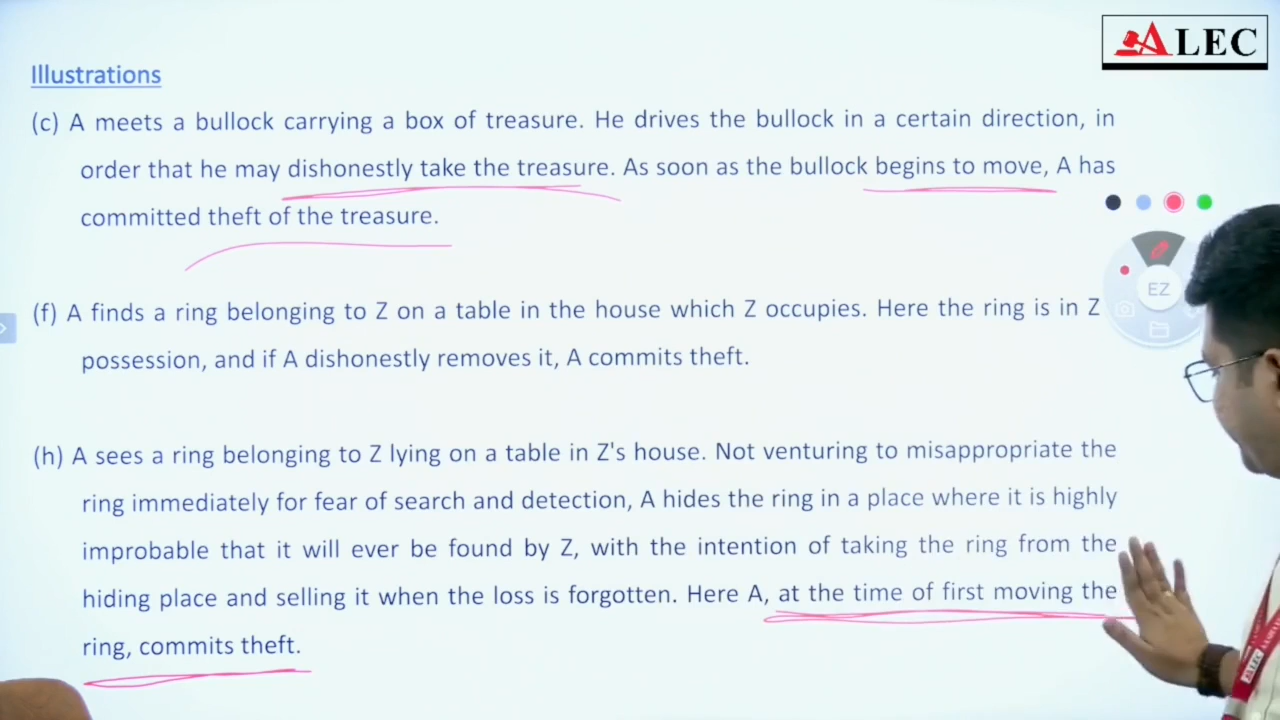 ALEC
Illustrations
(c) A meets a bullock carrying a box of treasure. He drives the bullock in a certain direction, in
order that he may dishonestly take the treasure. As soon as the bullock begins to move, A has
committed theft of the treasure.
EZ
(f) A finds a ring belonging to Z on a table in the house which Z occupies. Here the ring is in Z
possession, and if A dishonestly removes it, A commits theft.
(h) A sees a ring belonging to Z lying on a table in Z's house. Not venturing to misappropriate the
ring immediately for fear of search and detection, A hides the ring in a place where it is highly
improbable that it will ever be found by Z, with the intention of taking the ring from the
hiding place and selling it when the loss is forgotten. Here A, at the time of first moving the
ring, commits theft.
ALEC